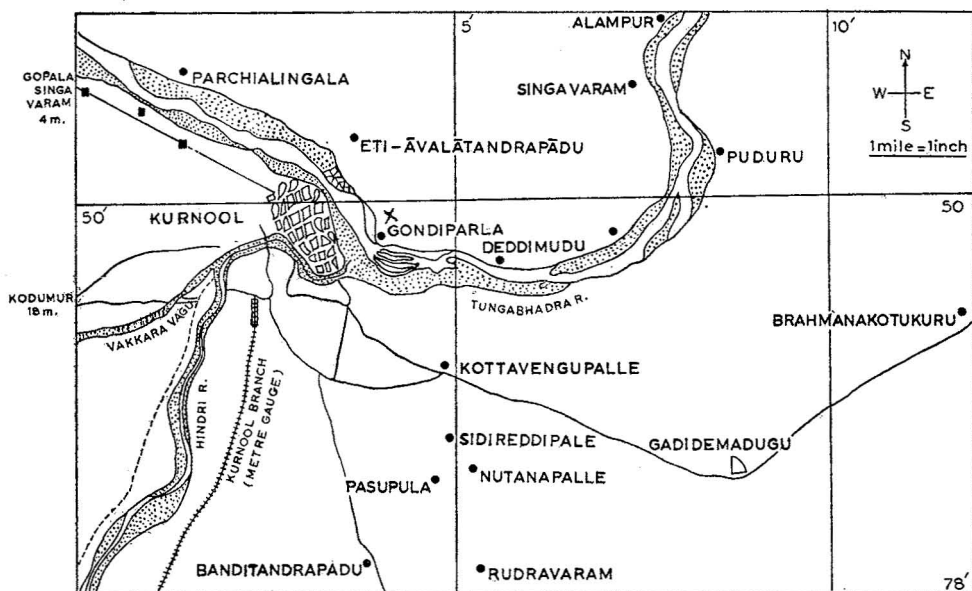 5'
ALAMPUR
10'
GOPALA
SINGA
VARAM
4 m.
PARCHIALINGALA
SINGAVARAM
N
W E
S
1 mile = 1 inch
ETI-ĀVALĀTANDRAPĀDU
PUDURU
50'
KURNOOL
X
GONDIPARLA
50
DEDDIMUDU
KODUMUR
18 m.
TUNGABHADRA R.
VAKKARA VAGU
BRAHMANAKOTUKURU
HINDRI R.
KURNOOL BRANCH
(METRE GAUGE)
KOTTAVENGUPALLE
SIDIREDDIPALE
GADIDEMADUGU
PASUPULA
NUTANAPALLE
BANDITANDRAPĀDU
RUDRAVARAM
78'